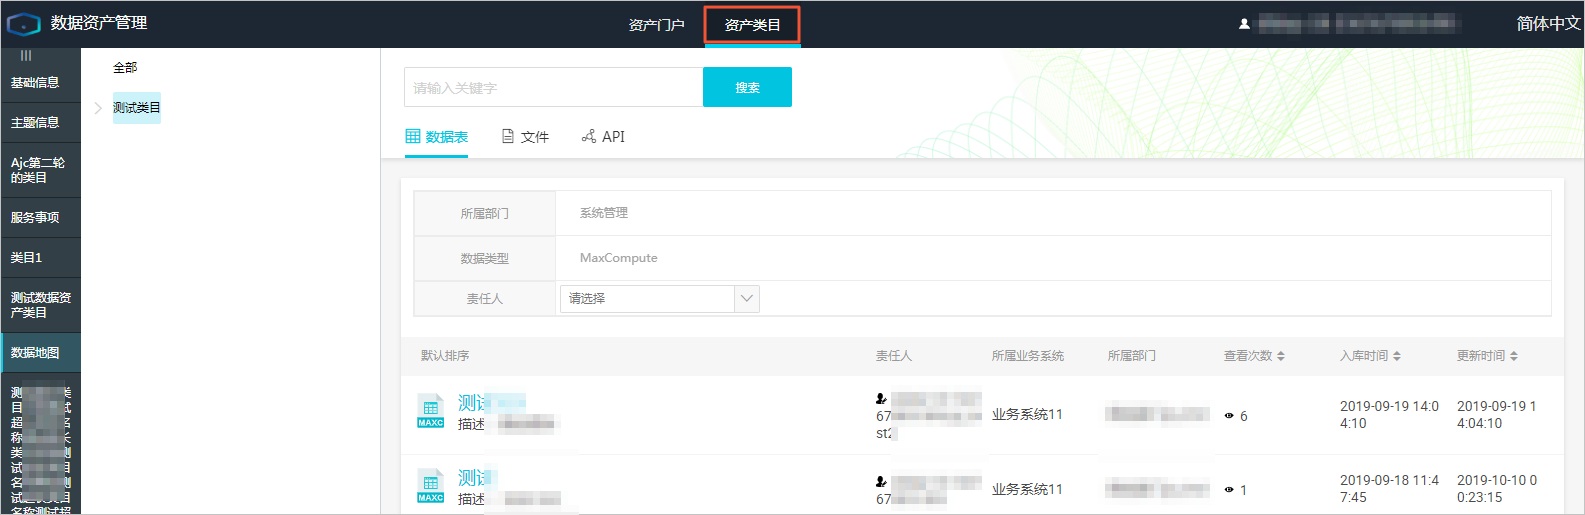 数据资产管理
资产门户
资产类目
简体中文
基础信息
主题信息
Ajc第二轮
的类目
服务事项
类目1
测试数据资
产类目
数据地图
全部
测试类目
请输入关键字
搜索
数据表
文件
API
所属部门
系统管理
数据类型
MaxCompute
责任人
请选择
默认排序
责任人
所属业务系统
所属部门
查看次数
入库时间
更新时间
MAXC
测试
描述
67
st2
业务系统11
6
2019-09-19 14:0
4:10
2019-09-19 1
4:04:10
MAXC
测试
描述
67
业务系统11
1
2019-09-18 11:4
7:45
2019-10-10 0
0:23:15